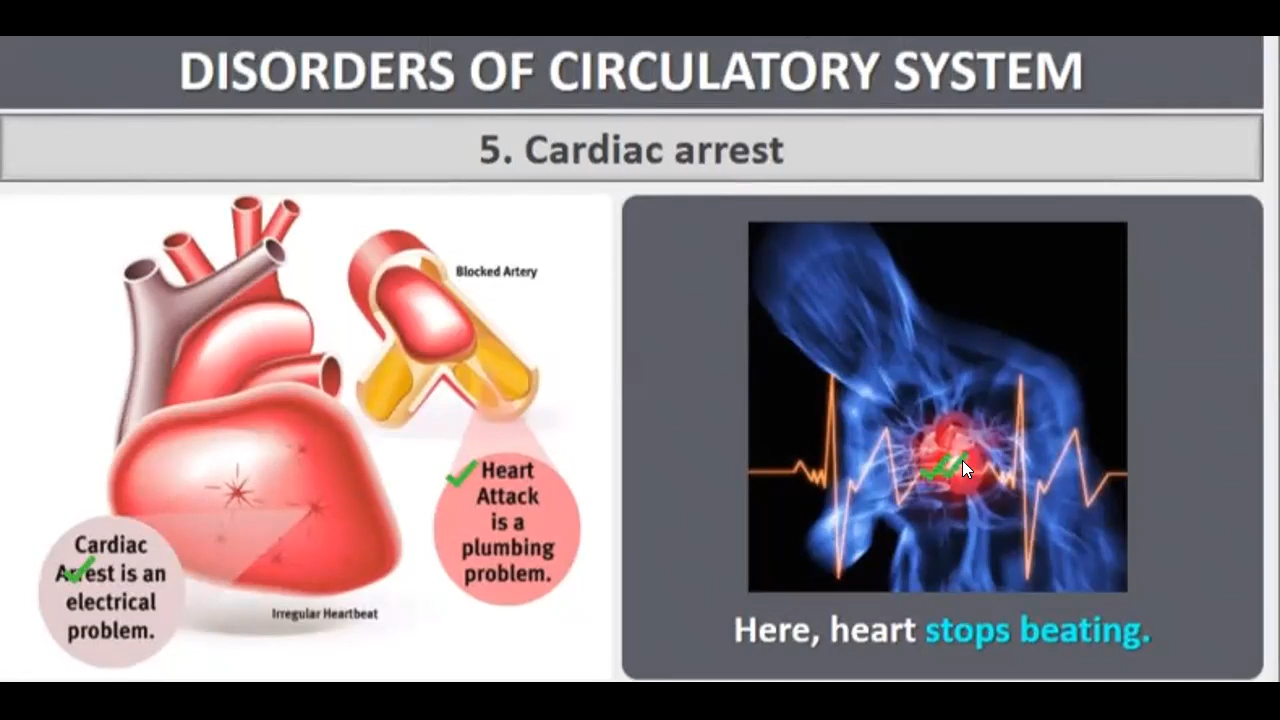 DISORDERS OF CIRCULATORY SYSTEM
5. Cardiac arrest
Blocked Artery
Heart
Attack
is a
plumbing
problem.
Cardiac
Arrest is an
electrical
problem.
Irregular Heartbeat
Here, heart stops beating.